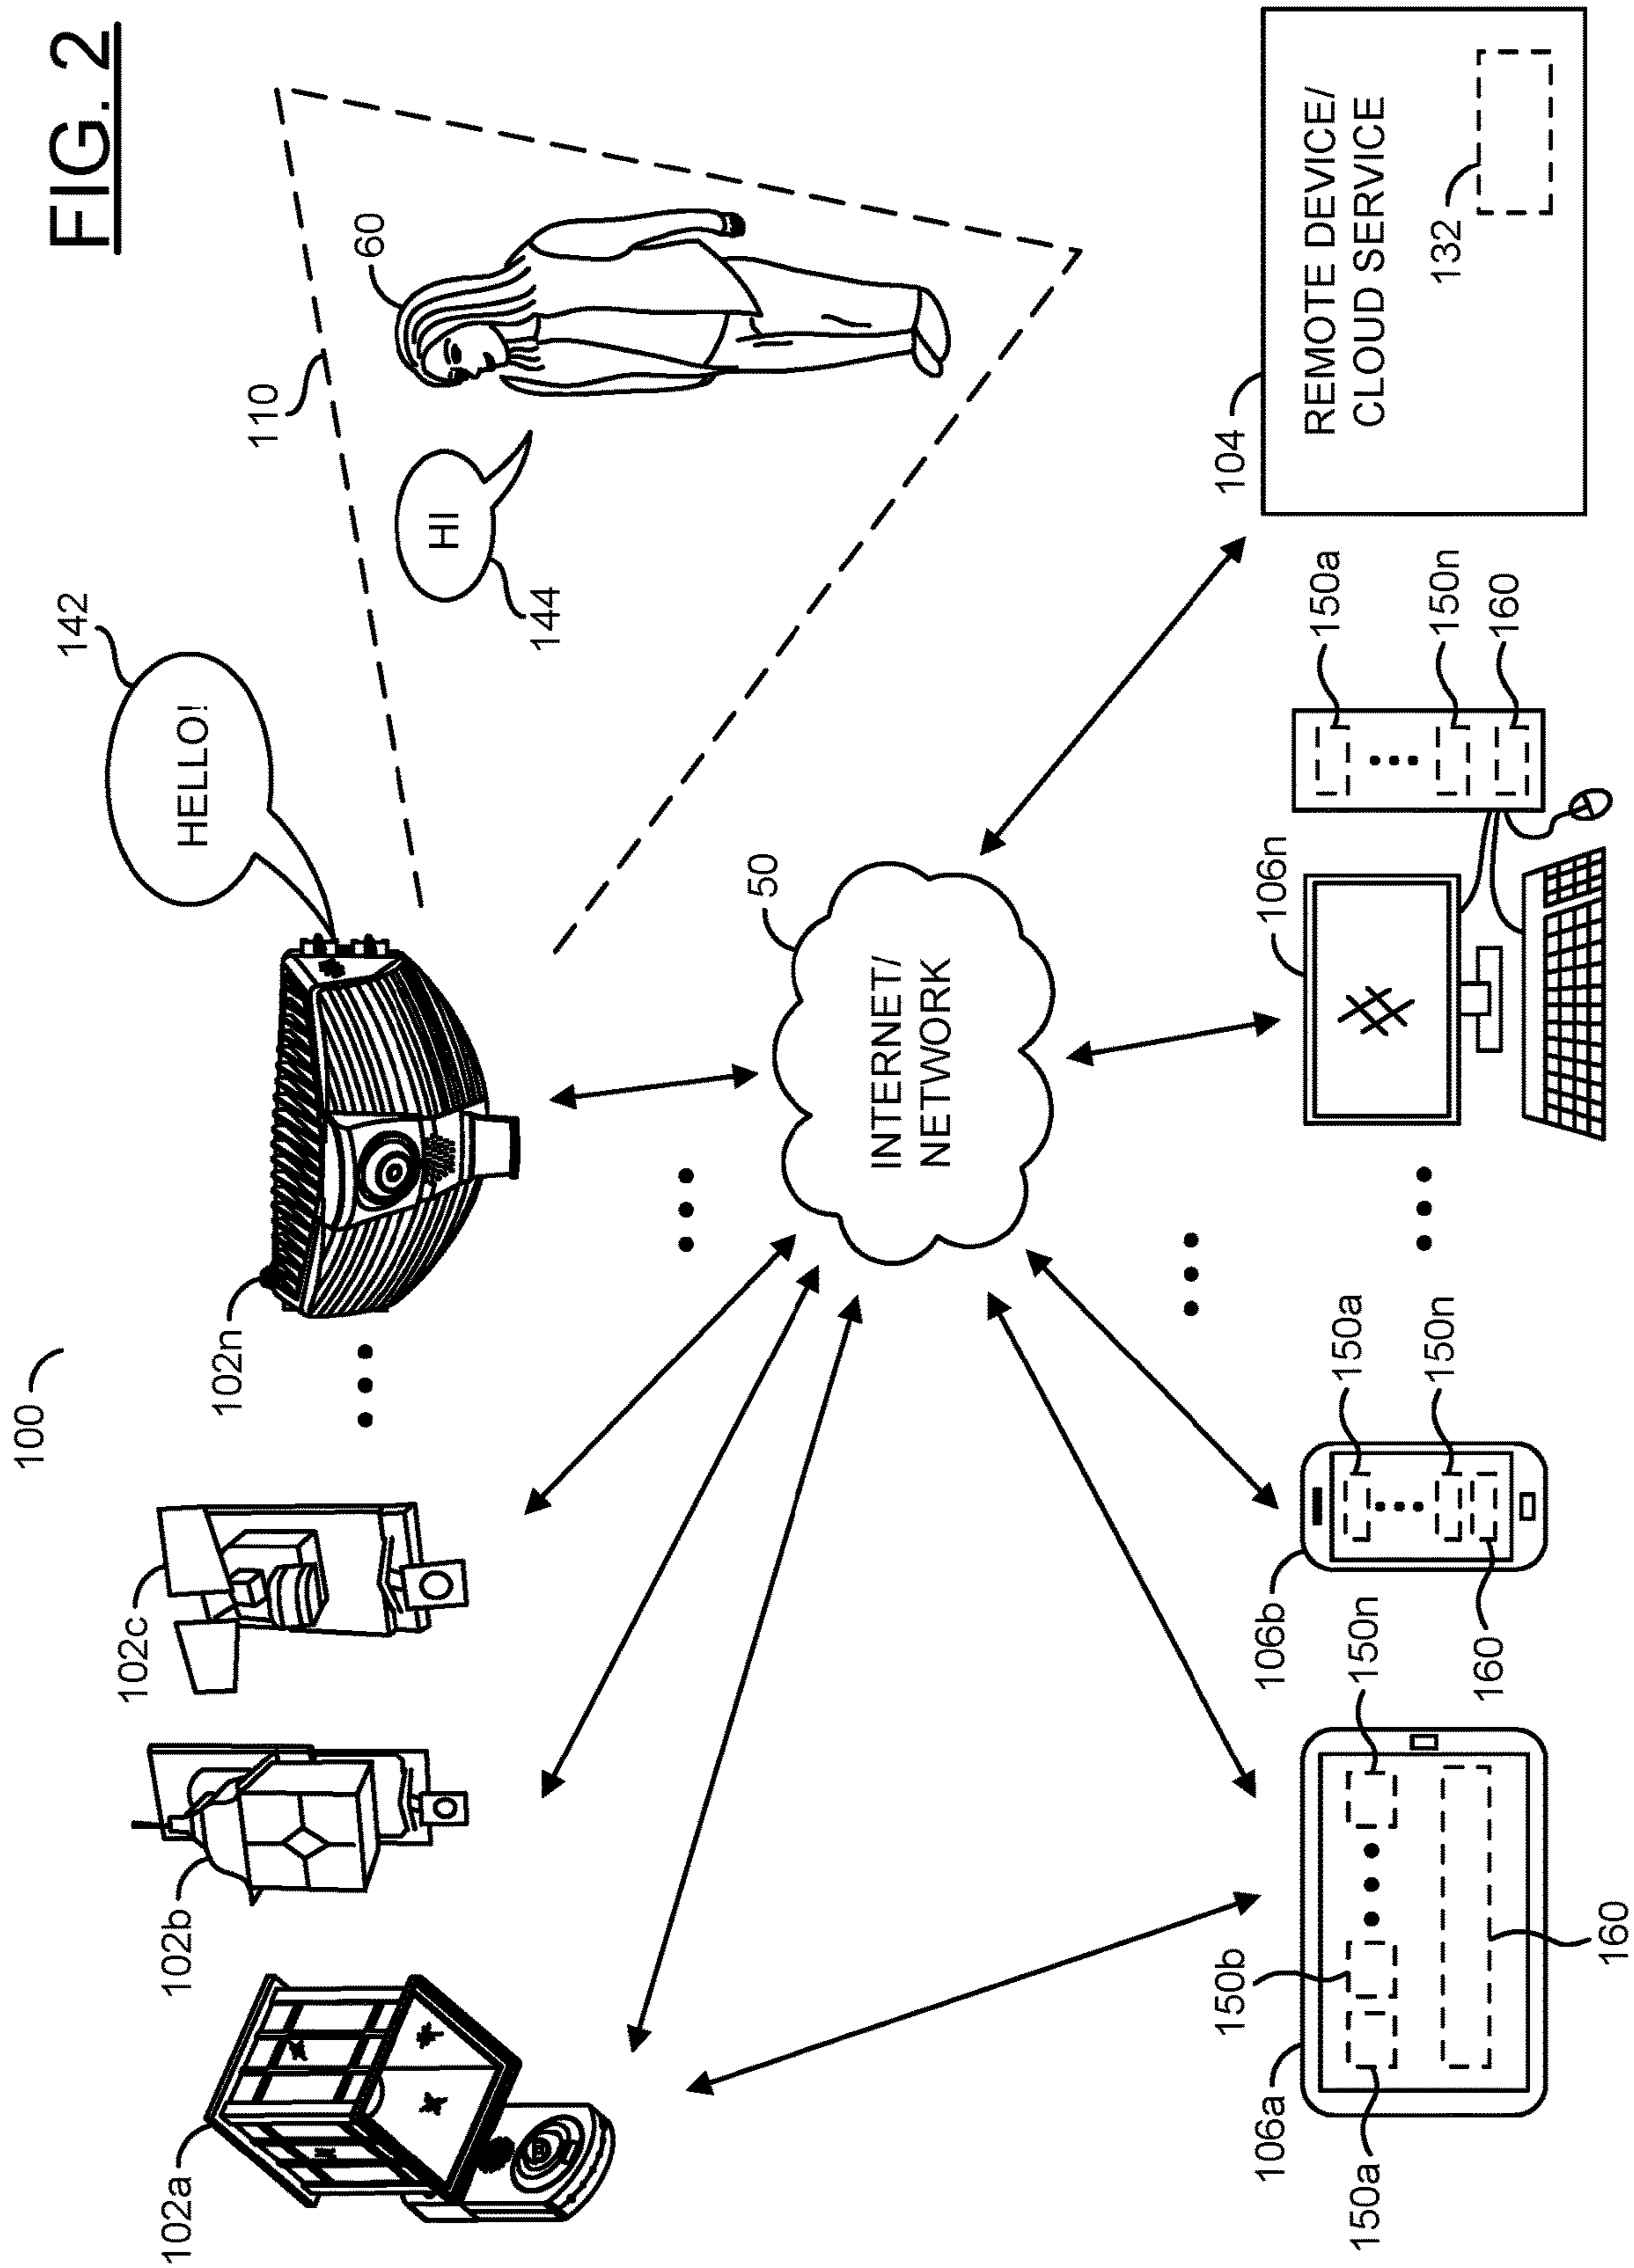 FIG. 2
100
142
HELLO!
110
60
HI
144
102a
102b
102c
102n
50
INTERNET/
NETWORK
104
REMOTE DEVICE/
CLOUD SERVICE
132
106a
150a
150b
150n
160
106b
150a
150n
160
106n
150a
150n
160